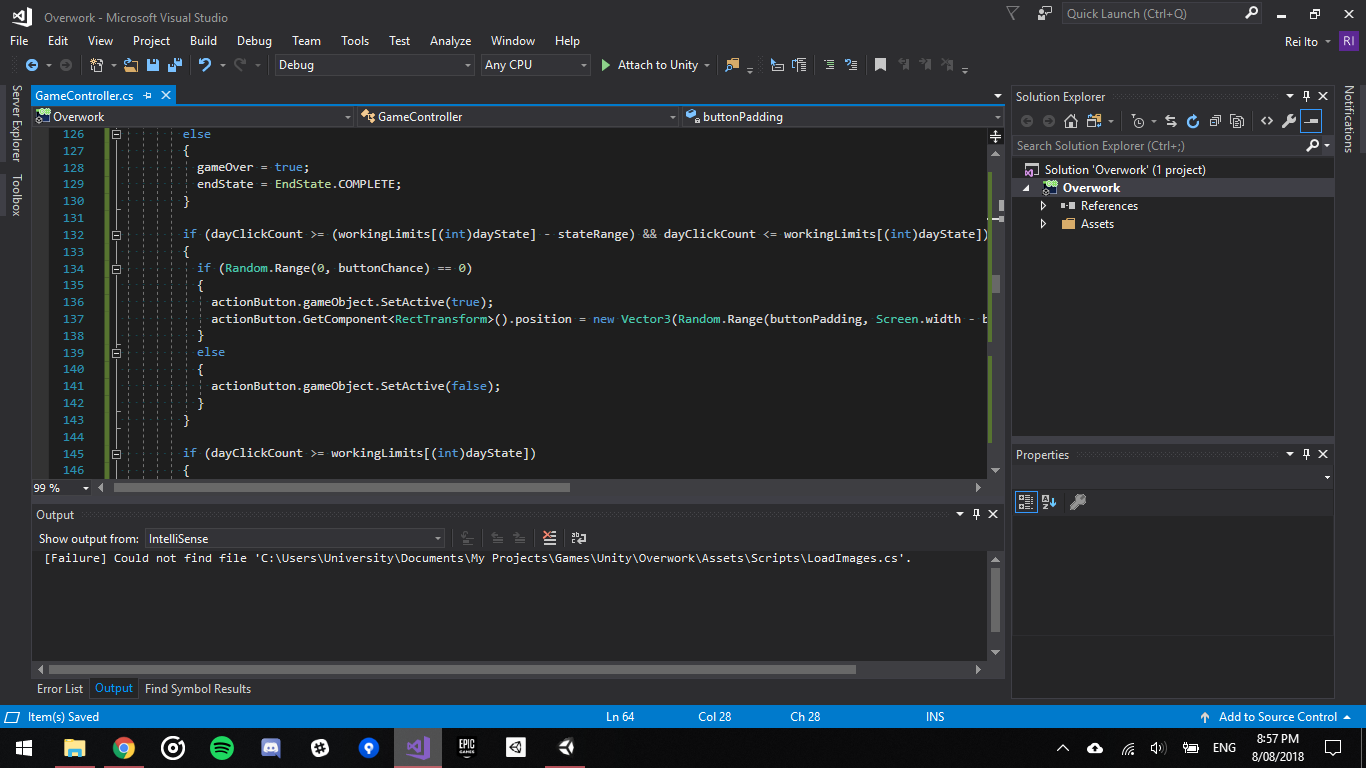 Overwork - Microsoft Visual Studio
Quick Launch (Ctrl+Q)
File Edit View Project Build Debug Team Tools Test Analyze Window Help
Rei Ito RI
Debug Any CPU Attach to Unity
Server Explorer
Toolbox
GameController.cs
Overwork GameController buttonPadding
126 else
127 {
128 gameOver = true;
129 endState = EndState.COMPLETE;
130 }
131
132 if (dayClickCount >= (workingLimits[(int)dayState] - stateRange) && dayClickCount <= workingLimits[(int)dayState])
133 {
134 if (Random.Range(0, buttonChance) == 0)
135 {
136 actionButton.gameObject.SetActive(true);
137 actionButton.GetComponent<RectTransform>().position = new Vector3(Random.Range(buttonPadding, Screen.width - b
138 }
139 else
140 {
141 actionButton.gameObject.SetActive(false);
142 }
143 }
144
145 if (dayClickCount >= workingLimits[(int)dayState])
146 {
99 %
Output
Show output from: IntelliSense
[Failure] Could not find file 'C:\Users\University\Documents\My Projects\Games\Unity\Overwork\Assets\Scripts\LoadImages.cs'.
Error List Output Find Symbol Results
Solution Explorer
Search Solution Explorer (Ctrl+;)
Solution 'Overwork' (1 project)
Overwork
References
Assets
Properties
Notifications
Item(s) Saved Ln 64 Col 28 Ch 28 INS Add to Source Control
EPIC GAMES
ENG
8:57 PM
8/08/2018